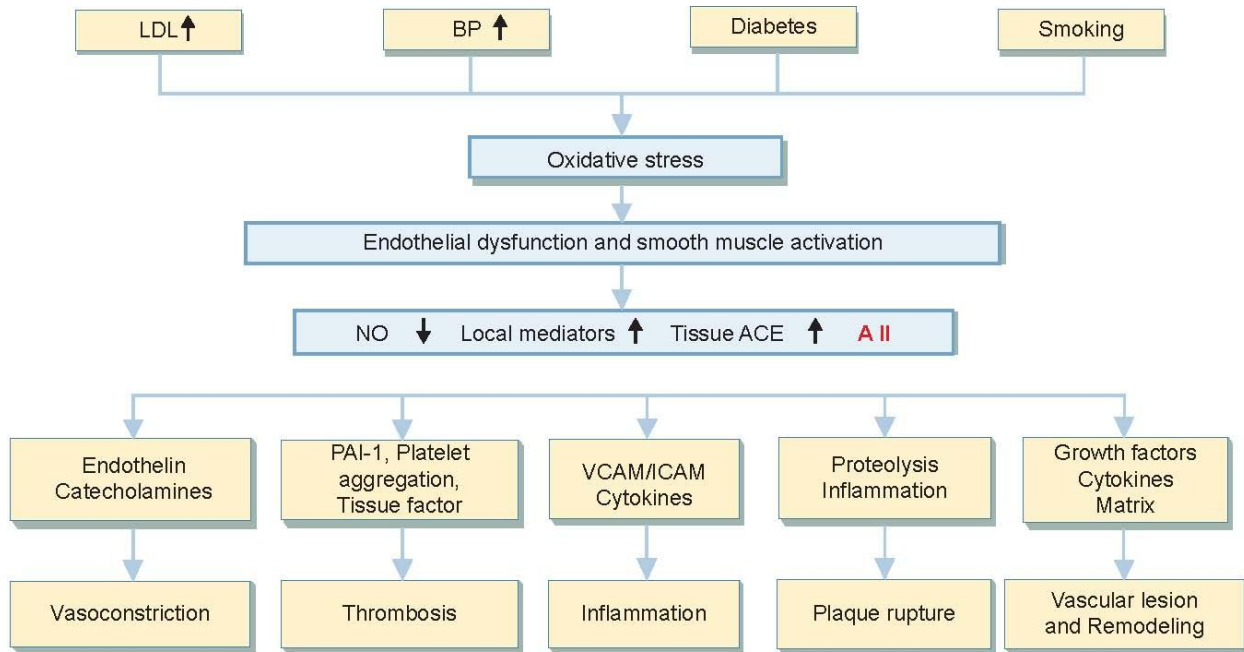 LDL ↑
BP ↑
Diabetes
Smoking
Oxidative stress
Endothelial dysfunction and smooth muscle activation
NO ↓ Local mediators ↑ Tissue ACE ↑ A II
Endothelin
Catecholamines
PAI-1, Platelet
aggregation,
Tissue factor
VCAM/ICAM
Cytokines
Proteolysis
Inflammation
Growth factors
Cytokines
Matrix
Vasoconstriction
Thrombosis
Inflammation
Plaque rupture
Vascular lesion
and Remodeling